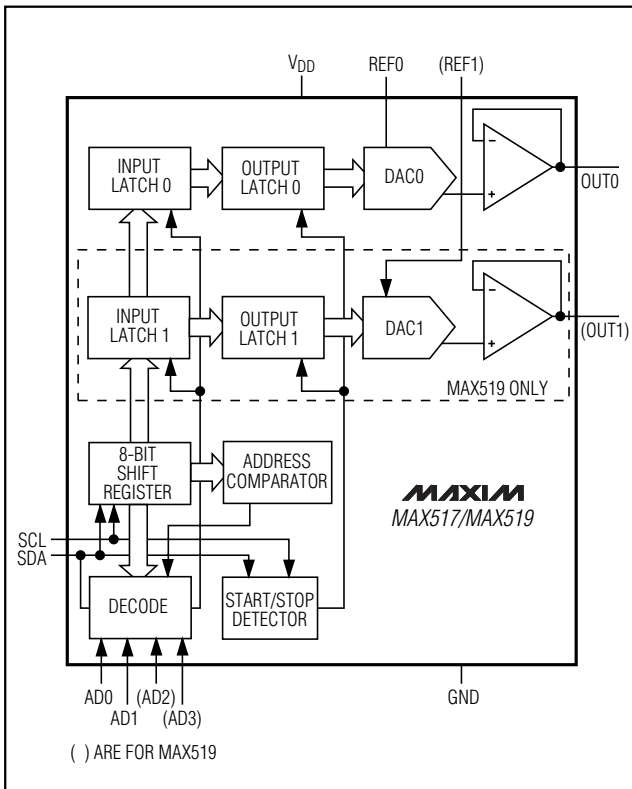 VDD
REF0
(REF1)
INPUT
LATCH 0
OUTPUT
LATCH 0
DAC0
−
+
OUT0
INPUT
LATCH 1
OUTPUT
LATCH 1
DAC1
−
+
(OUT1)
MAX519 ONLY
8-BIT
SHIFT
REGISTER
ADDRESS
COMPARATOR
MAXIM
MAX517/MAX519
SCL
SDA
DECODE
START/STOP
DETECTOR
AD0
AD1
(AD2)
(AD3)
GND
( ) ARE FOR MAX519